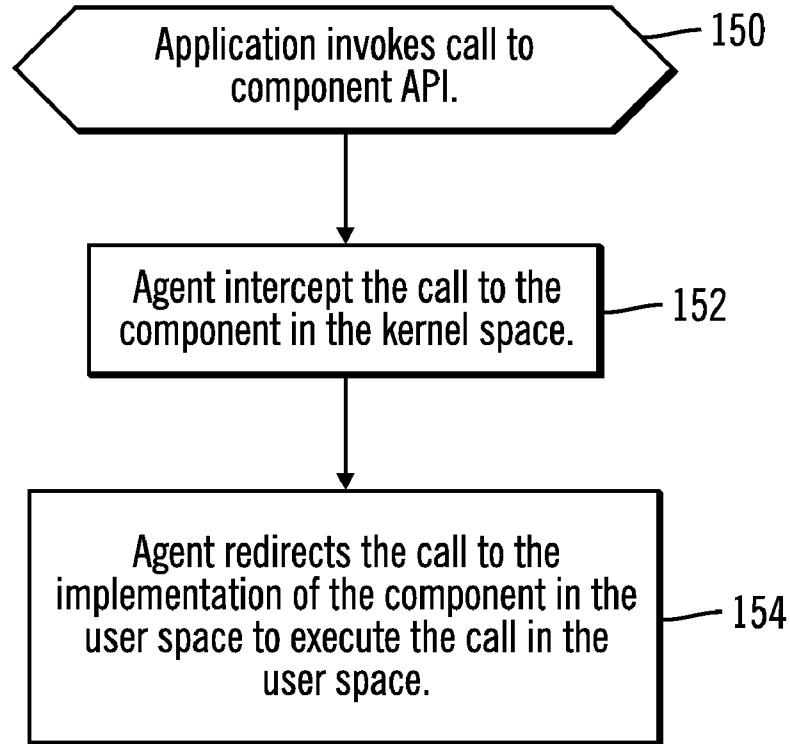 Application invokes call to
component API.
150
Agent intercept the call to the
component in the kernel space.
152
Agent redirects the call to the
implementation of the component in the
user space to execute the call in the
user space.
154